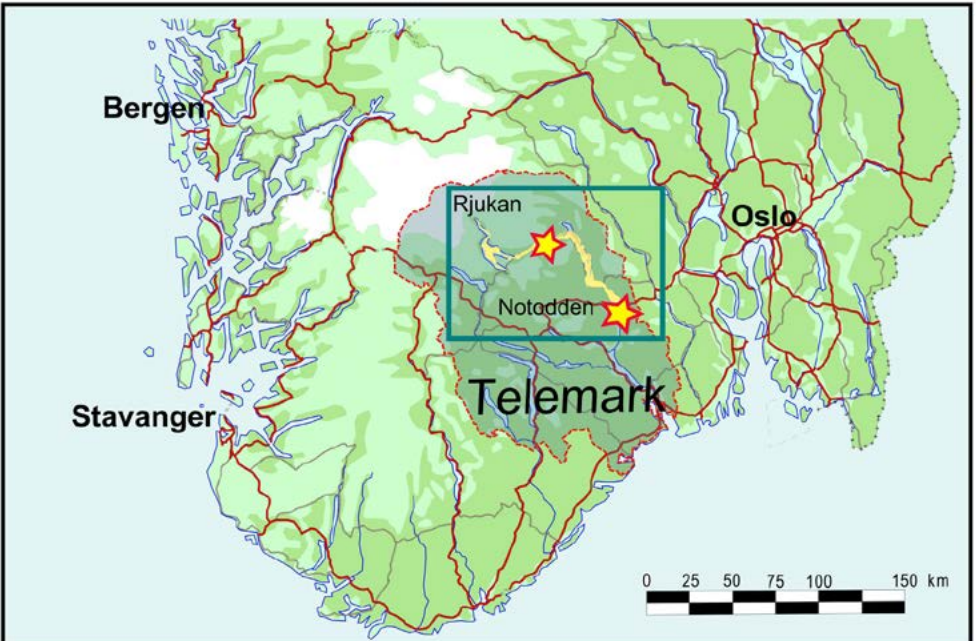 Bergen
Rjukan
Oslo
Notodden
Telemark
Stavanger
0 25 50 75 100 150 km